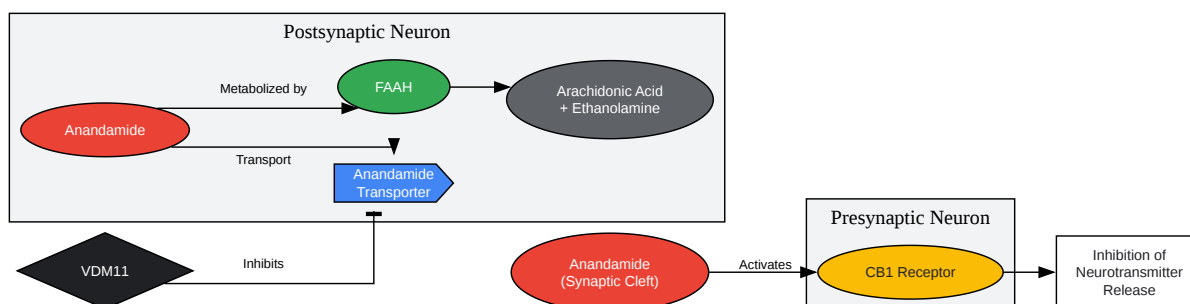 Postsynaptic Neuron
Metabolized by
FAAH
Arachidonic Acid
+ Ethanolamine
Anandamide
Transport
Anandamide
Transporter
VDM11
Inhibits
Anandamide
(Synaptic Cleft)
Activates
Presynaptic Neuron
CB1 Receptor
Inhibition of
Neurotransmitter
Release